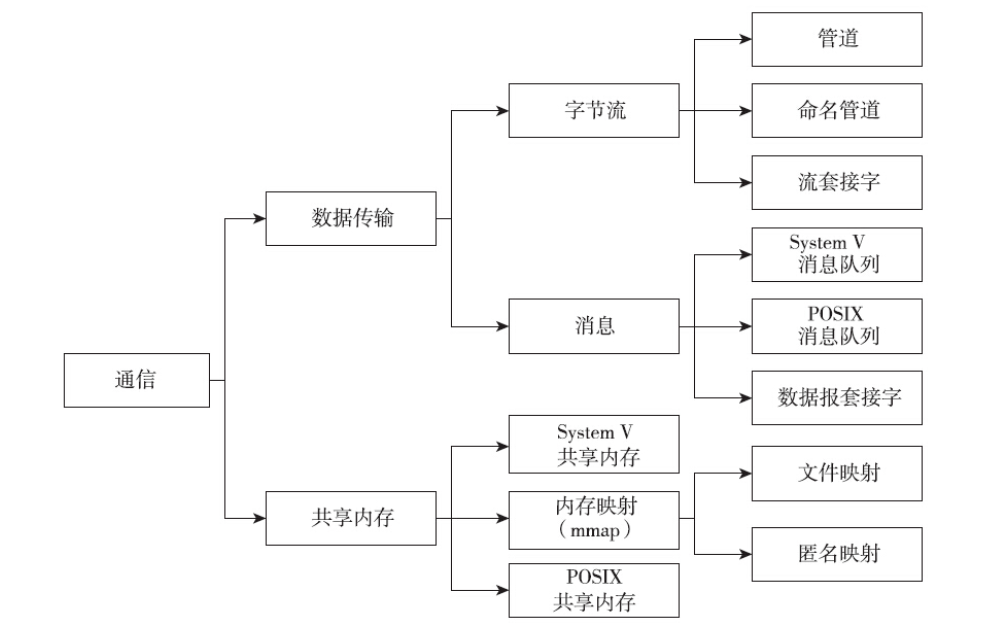 管道
字节流
命名管道
流套接字
数据传输
System V
消息队列
消息
POSIX
消息队列
数据报套接字
通信
System V
共享内存
共享内存
内存映射
（mmap）
文件映射
匿名映射
POSIX
共享内存